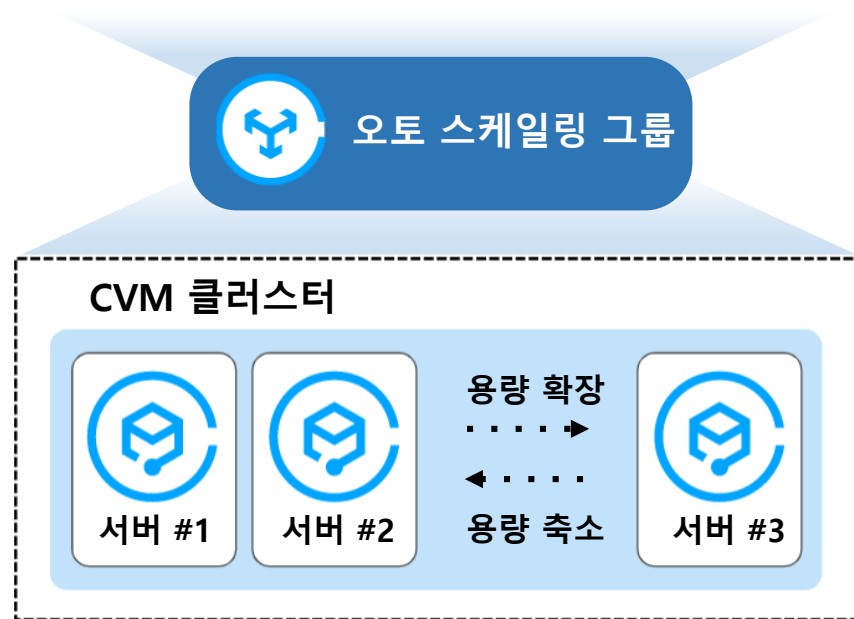 오토 스케일링 그룹
CVM 클러스터
서버 #1
서버 #2
용량 확장
용량 축소
서버 #3